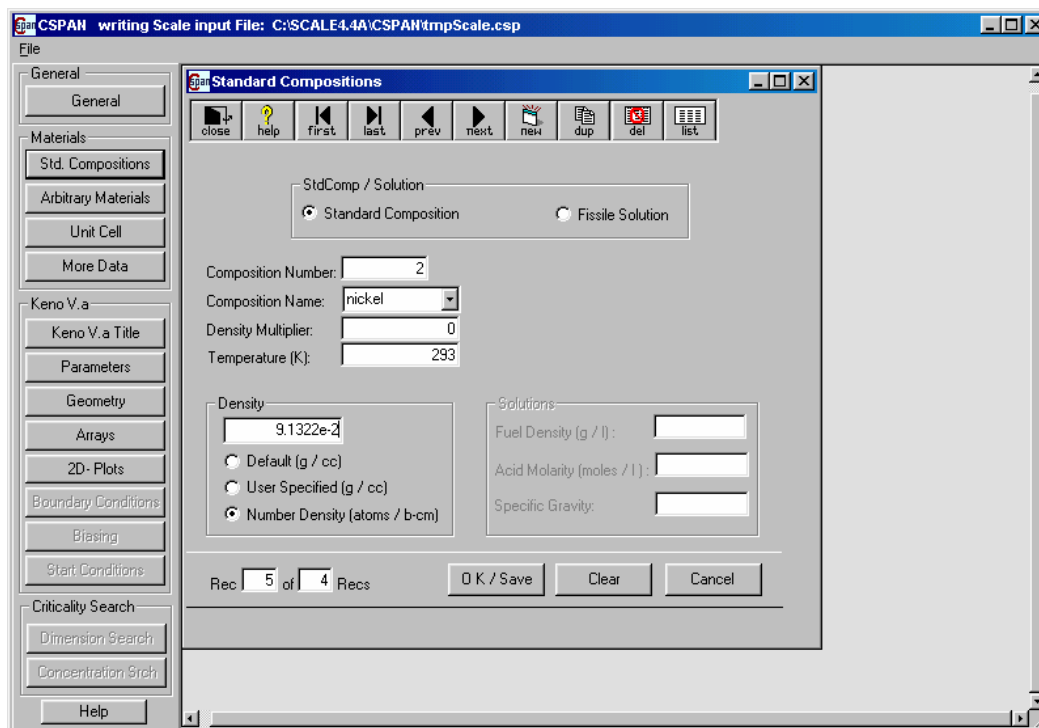 CSPAN writing Scale input File: C:\SCALE4.4A\CSPAN\tmpScale.csp
File
General
General
Materials
Std. Compositions
Arbitrary Materials
Unit Cell
More Data
Keno V.a
Keno V.a Title
Parameters
Geometry
Arrays
2D- Plots
Boundary Conditions
Biasing
Start Conditions
Criticality Search
Dimension Search
Concentration Srch
Help
Span Standard Compositions
close help first last prev next new dup del list
StdComp / Solution
Standard Composition Fissile Solution
Composition Number: 2
Composition Name: nickel
Density Multiplier: 0
Temperature (K): 293
Density
9.1322e-2
Default (g / cc)
User Specified (g / cc)
Number Density (atoms / b-cm)
Solutions
Fuel Density (g / l) :
Acid Molarity (moles / l ) :
Specific Gravity:
Rec 5 of 4 Recs
O K / Save Clear Cancel